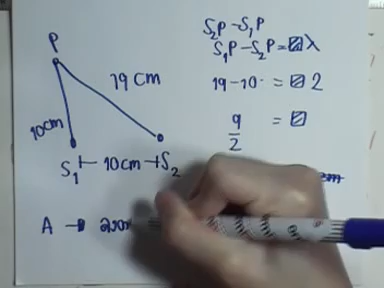 P
19 cm
10cm
S₁ ⊢ 10cm ⊣ S₂
S₂P - S₁P
S₁P - S₂P = ▨ λ
19 - 10 = ▨ 2
9/2 = ▨
A →